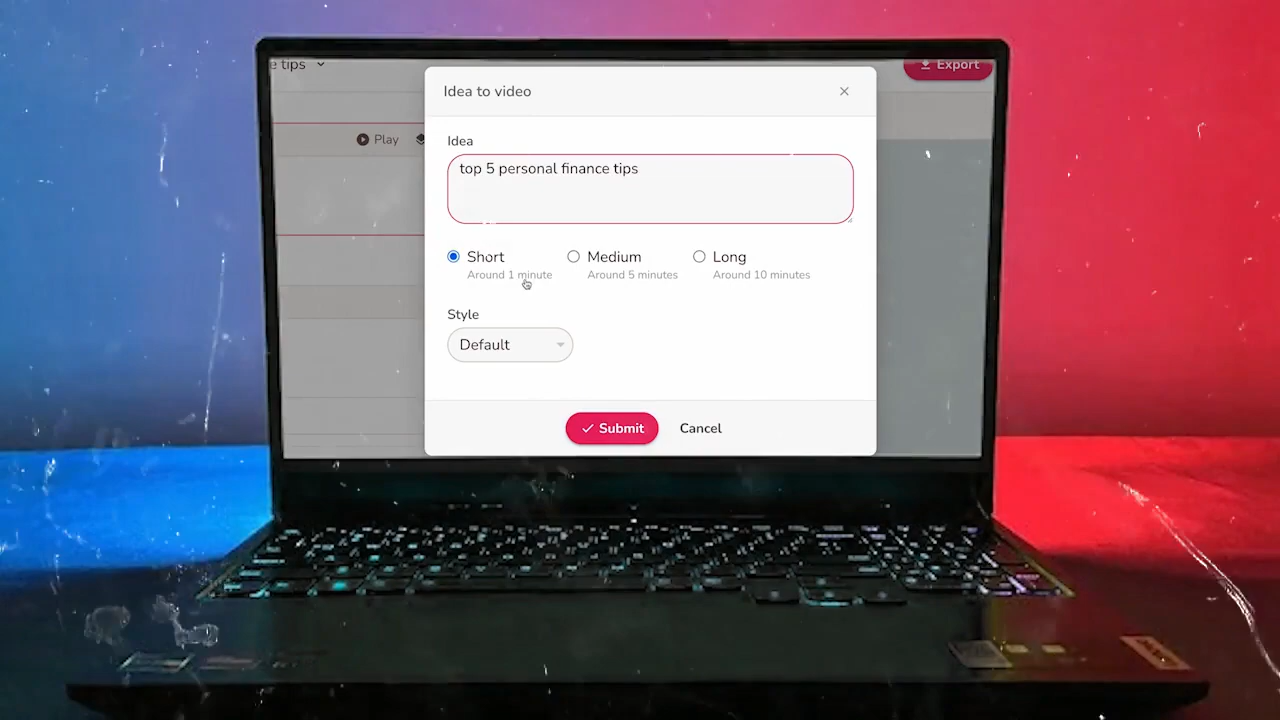 e tips
Export
Idea to video
Play
Idea
top 5 personal finance tips
Short
Medium
Long
Around 1 minute
Around 5 minutes
Around 10 minutes
Style
Default
Submit
Cancel